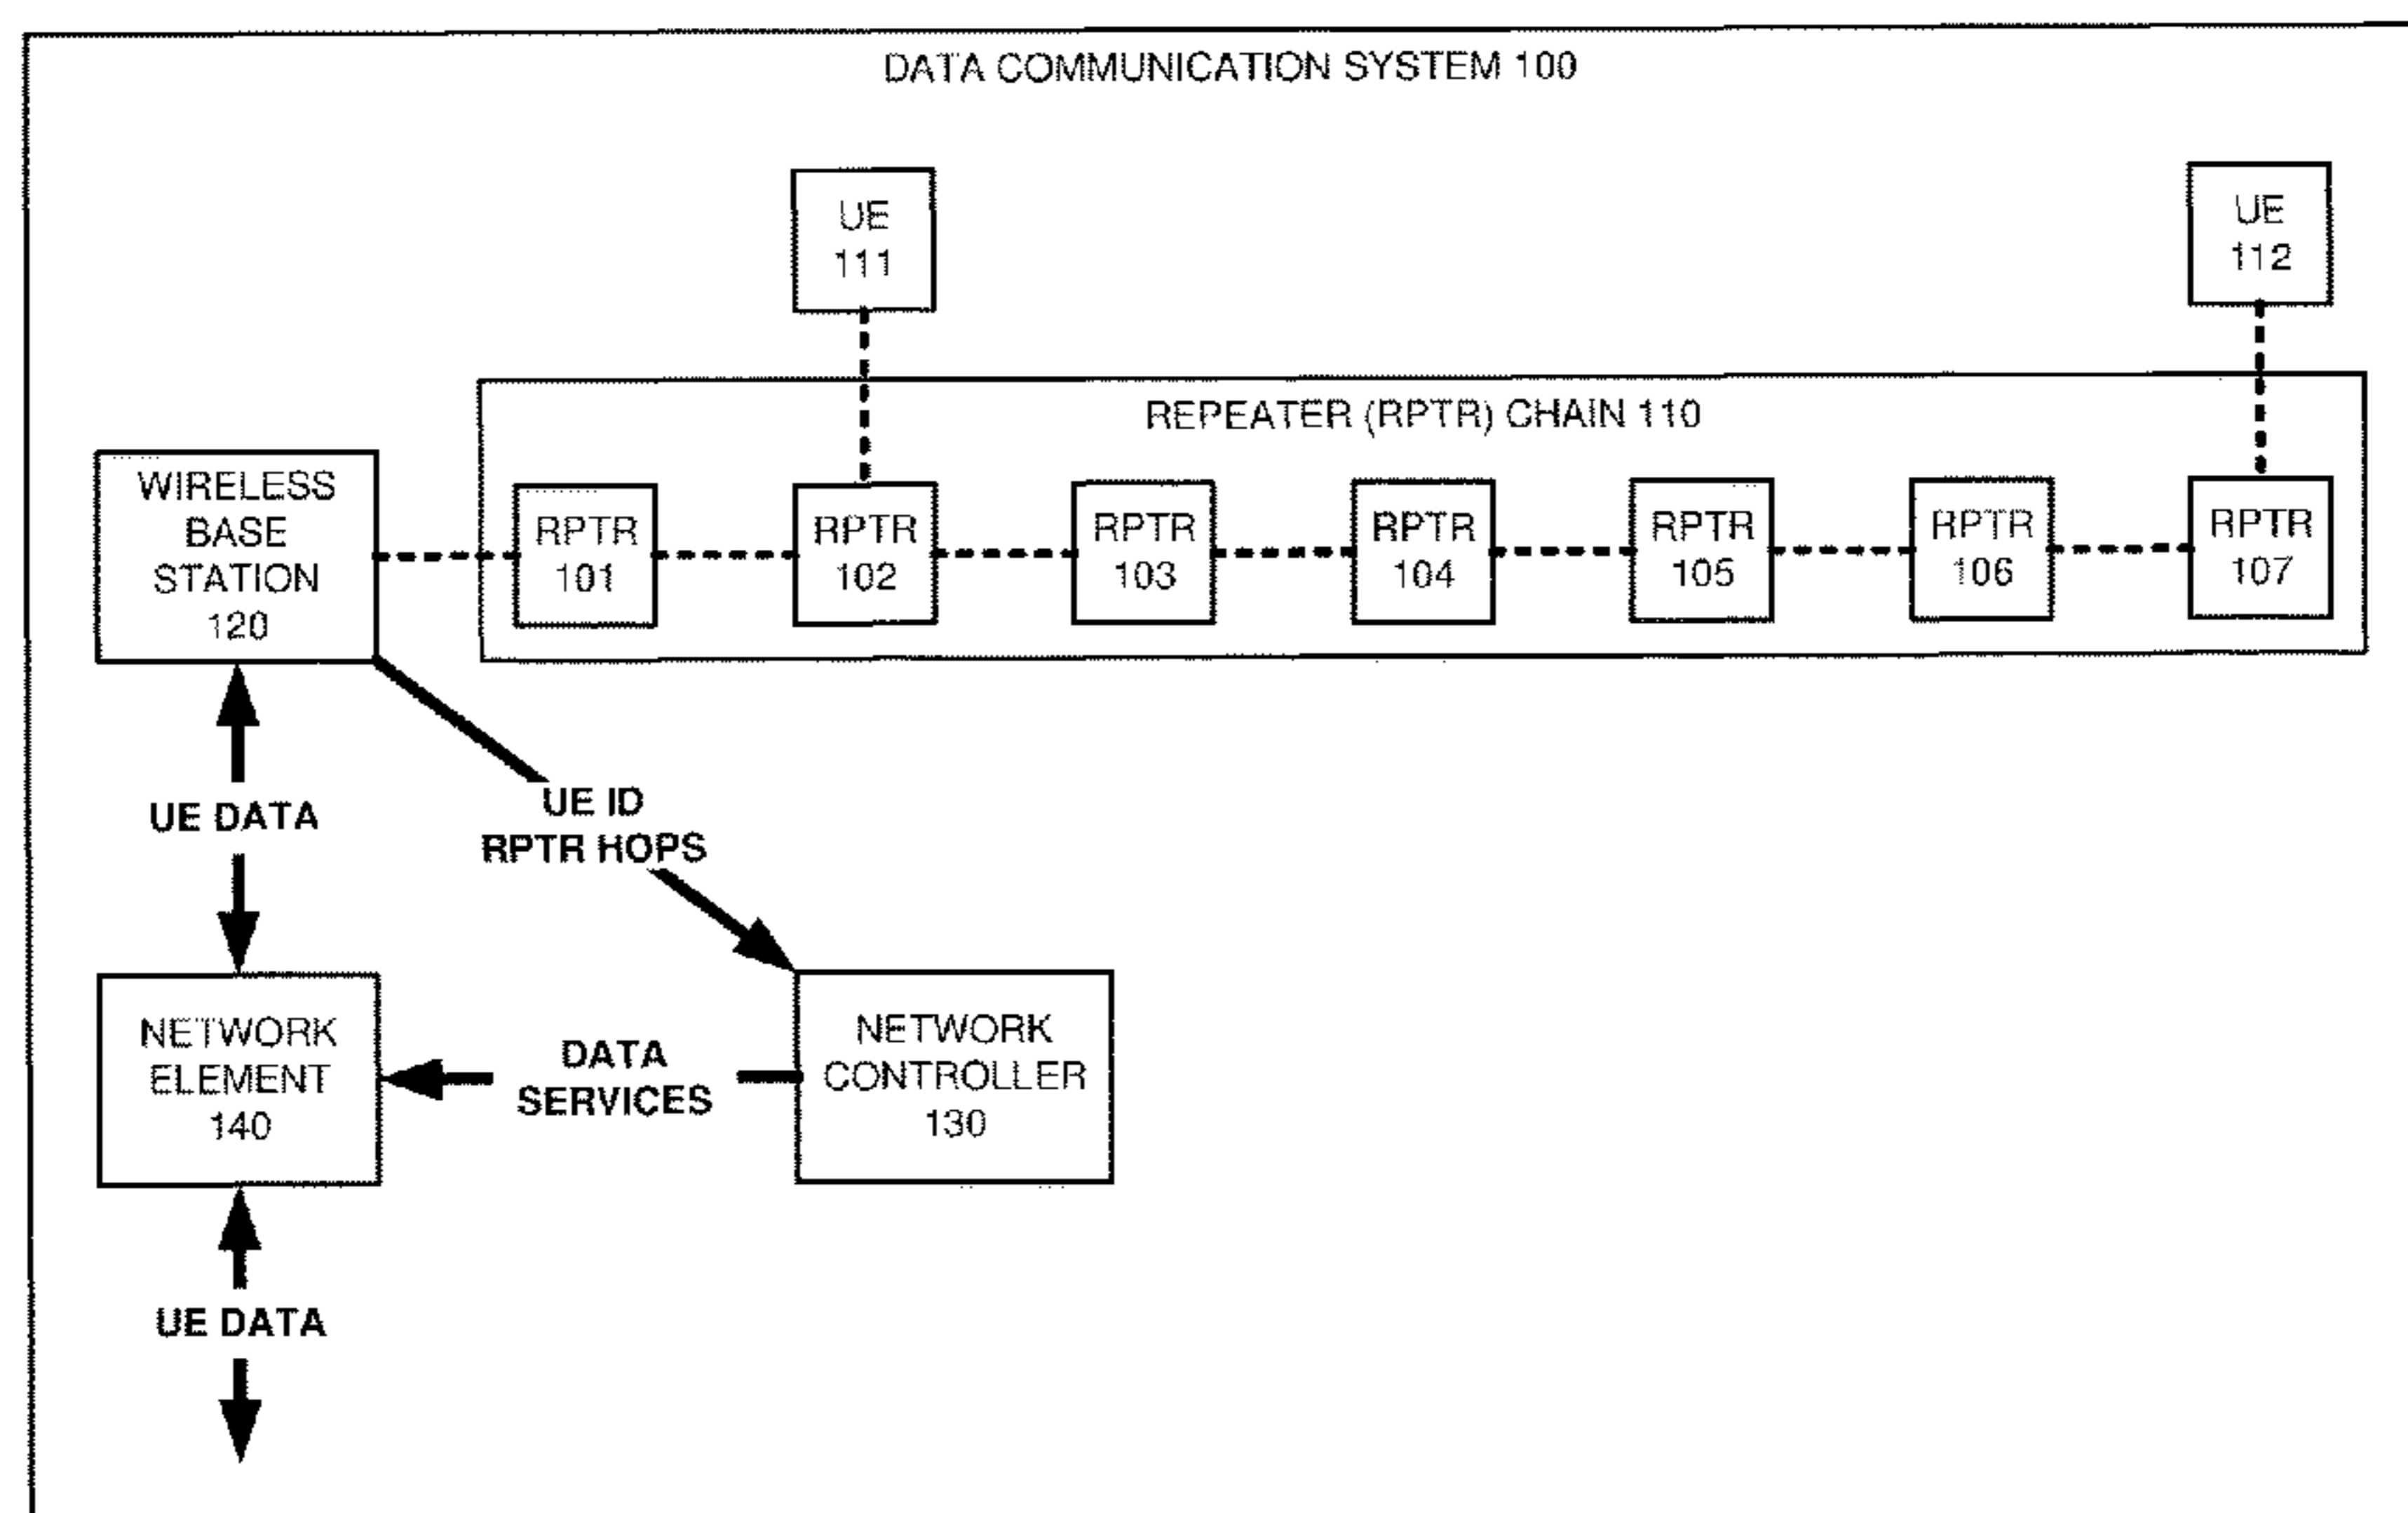 DATA COMMUNICATION SYSTEM 100
UE
111
UE
112
REPEATER (RPTR) CHAIN 110
WIRELESS
BASE
STATION
120
RPTR
101
RPTR
102
RPTR
103
RPTR
104
RPTR
105
RPTR
106
RPTR
107
UE DATA
UE ID
RPTR HOPS
NETWORK
ELEMENT
140
DATA
SERVICES
NETWORK
CONTROLLER
130
UE DATA